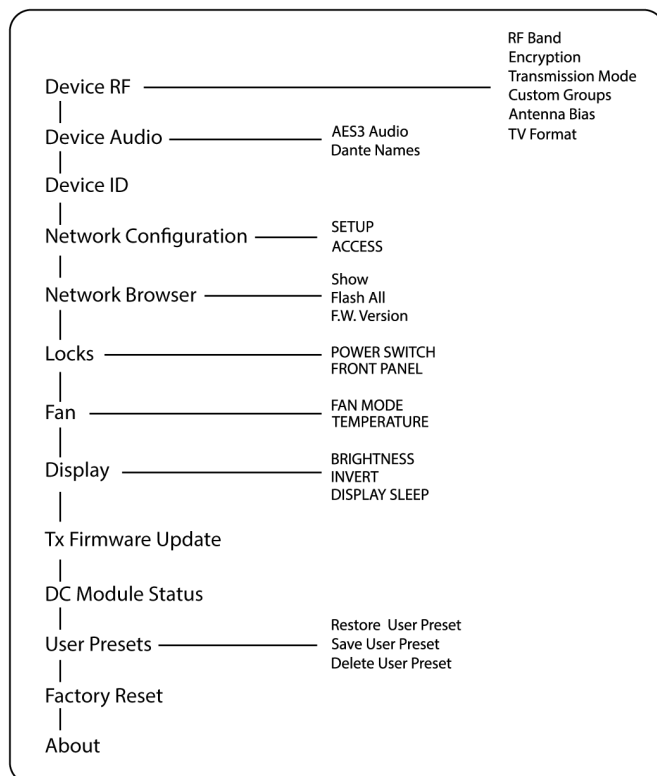 Device RF
RF Band
Encryption
Transmission Mode
Custom Groups
Antenna Bias
TV Format
Device Audio
AES3 Audio
Dante Names
Device ID
Network Configuration
SETUP
ACCESS
Network Browser
Show
Flash All
F.W. Version
Locks
POWER SWITCH
FRONT PANEL
Fan
FAN MODE
TEMPERATURE
Display
BRIGHTNESS
INVERT
DISPLAY SLEEP
Tx Firmware Update
DC Module Status
User Presets
Restore User Preset
Save User Preset
Delete User Preset
Factory Reset
About